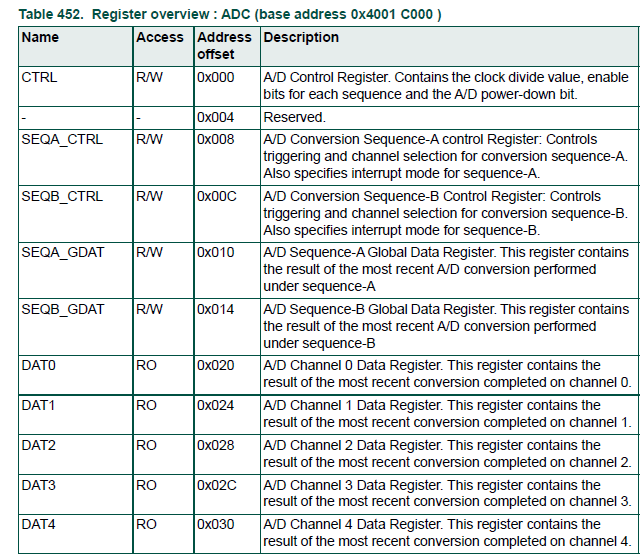 Table 452. Register overview : ADC (base address 0x4001 C000 )
Name Access Address Description
offset
CTRL R/W 0x000 A/D Control Register. Contains the clock divide value, enable
bits for each sequence and the A/D power-down bit.
- - 0x004 Reserved.
SEQA_CTRL R/W 0x008 A/D Conversion Sequence-A control Register: Controls
triggering and channel selection for conversion sequence-A.
Also specifies interrupt mode for sequence-A.
SEQB_CTRL R/W 0x00C A/D Conversion Sequence-B Control Register: Controls
triggering and channel selection for conversion sequence-B.
Also specifies interrupt mode for sequence-B.
SEQA_GDAT R/W 0x010 A/D Sequence-A Global Data Register. This register contains
the result of the most recent A/D conversion performed
under sequence-A
SEQB_GDAT R/W 0x014 A/D Sequence-B Global Data Register. This register contains
the result of the most recent A/D conversion performed
under sequence-B
DAT0 RO 0x020 A/D Channel 0 Data Register. This register contains the
result of the most recent conversion completed on channel 0.
DAT1 RO 0x024 A/D Channel 1 Data Register. This register contains the
result of the most recent conversion completed on channel 1.
DAT2 RO 0x028 A/D Channel 2 Data Register. This register contains the
result of the most recent conversion completed on channel 2.
DAT3 RO 0x02C A/D Channel 3 Data Register. This register contains the
result of the most recent conversion completed on channel 3.
DAT4 RO 0x030 A/D Channel 4 Data Register. This register contains the
result of the most recent conversion completed on channel 4.